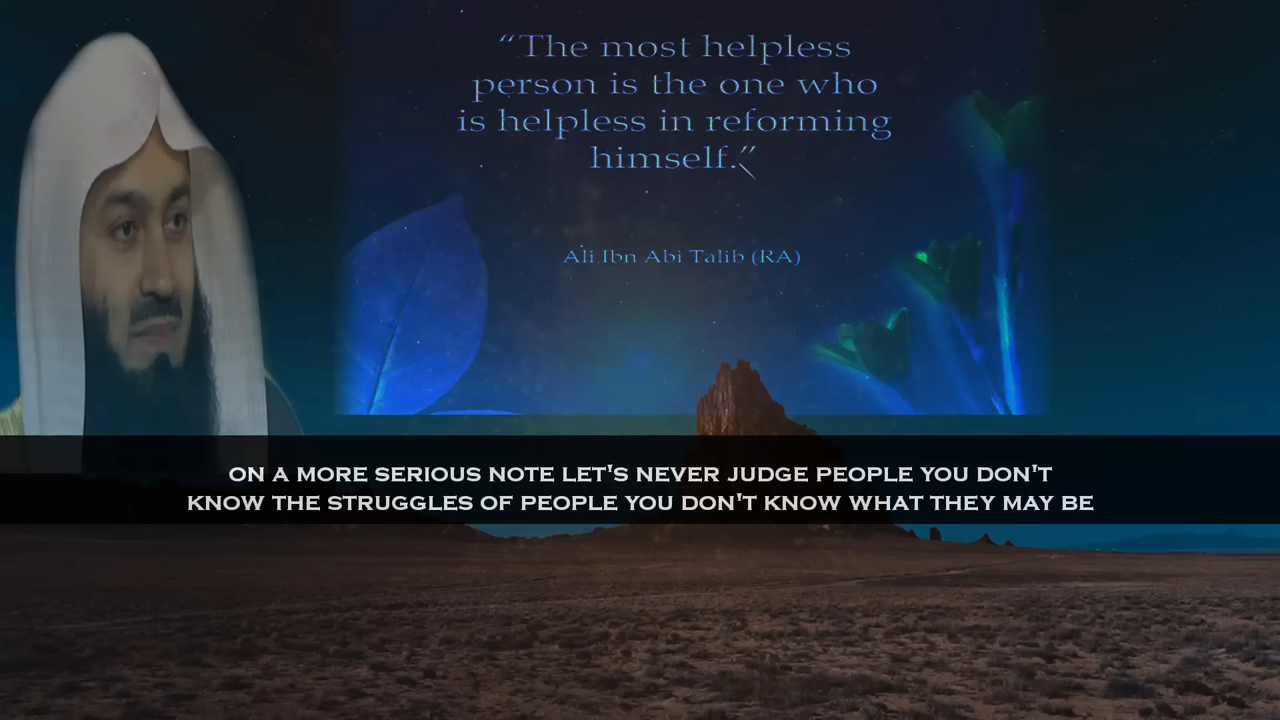 “The most helpless
person is the one who
is helpless in reforming
himself.”
Ali Ibn Abi Talib (RA)
ON A MORE SERIOUS NOTE LET'S NEVER JUDGE PEOPLE YOU DON'T
KNOW THE STRUGGLES OF PEOPLE YOU DON'T KNOW WHAT THEY MAY BE